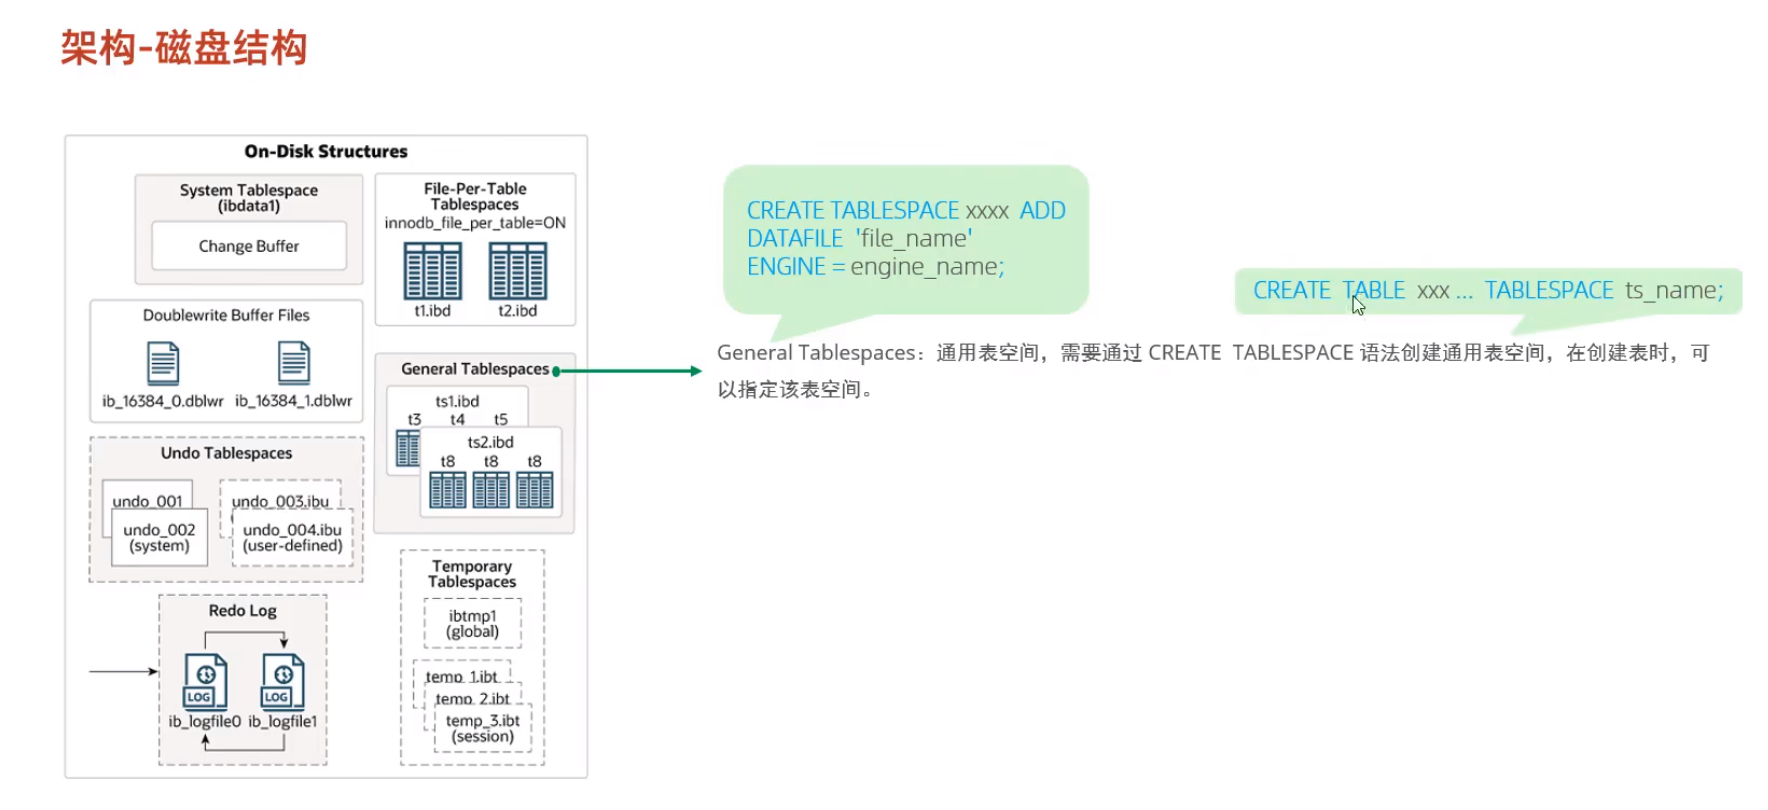 架构-磁盘结构
On-Disk Structures
System Tablespace
(ibdata1)
Change Buffer
File-Per-Table
Tablespaces
innodb_file_per_table=ON
t1.ibd
t2.ibd
Doublewrite Buffer Files
ib_16384_0.dblwr
ib_16384_1.dblwr
General Tablespaces
ts1.ibd
t3 t4 t5
ts2.ibd
t8 t8 t8
Undo Tablespaces
undo_001
undo_002
(system)
undo_003.ibu
undo_004.ibu
(user-defined)
Redo Log
LOG
LOG
ib_logfile0
ib_logfile1
Temporary
Tablespaces
ibtmp1
(global)
temp_1.ibt
temp_2.ibt
temp_3.ibt
(session)
CREATE TABLESPACE xxxx ADD
DATAFILE 'file_name'
ENGINE = engine_name;
CREATE TABLE xxx ... TABLESPACE ts_name;
General Tablespaces：通用表空间，需要通过 CREATE TABLESPACE 语法创建通用表空间，在创建表时，可
以指定该表空间。